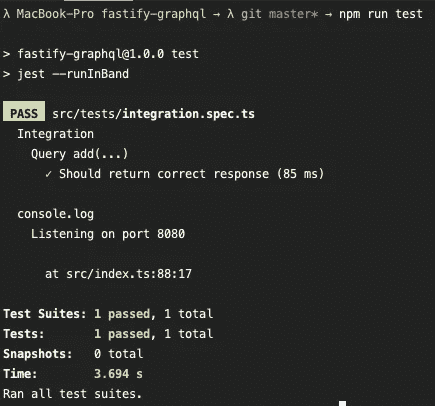 λ MacBook-Pro fastify-graphql → λ git master* → npm run test
> fastify-graphql@1.0.0 test
> jest --runInBand
PASS src/tests/integration.spec.ts
Integration
Query add(...)
✓ Should return correct response (85 ms)
console.log
Listening on port 8080
at src/index.ts:88:17
Test Suites: 1 passed, 1 total
Tests: 1 passed, 1 total
Snapshots: 0 total
Time: 3.694 s
Ran all test suites.